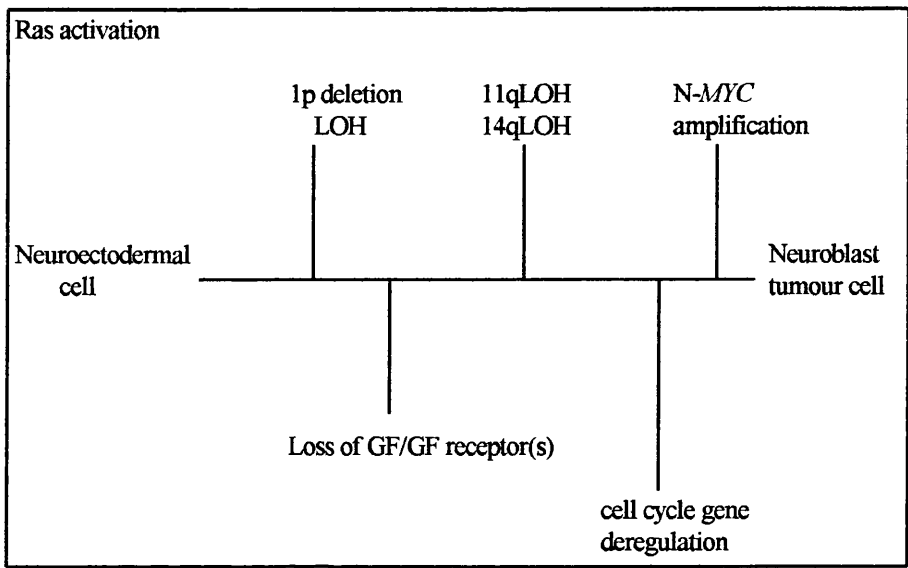 Ras activation
1p deletion
LOH
11qLOH
14qLOH
N-MYC
amplification
Neuroectodermal
cell
Neuroblast
tumour cell
Loss of GF/GF receptor(s)
cell cycle gene
deregulation